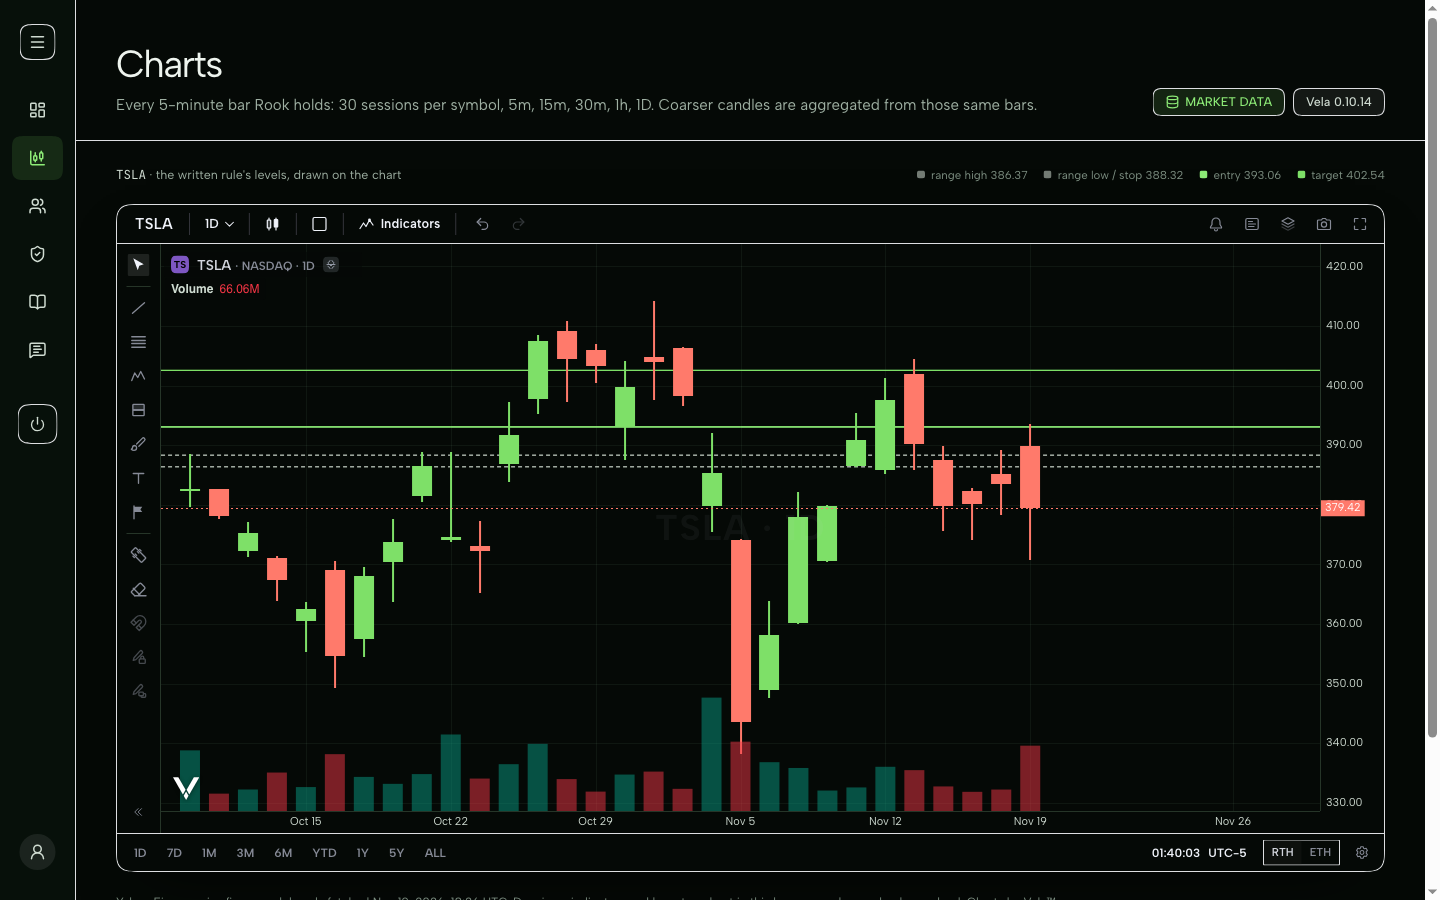 Charts
Every 5-minute bar Rook holds: 30 sessions per symbol, 5m, 15m, 30m, 1h, 1D. Coarser candles are aggregated from those same bars.
MARKET DATA
Vela 0.10.14
TSLA · the written rule's levels, drawn on the chart
range high 386.37
range low / stop 388.32
entry 393.06
target 402.54
TSLA
1D
Indicators
TS
TSLA · NASDAQ · 1D
Volume 66.06M
420.00
410.00
400.00
390.00
379.42
370.00
360.00
350.00
340.00
330.00
Oct 15
Oct 22
Oct 29
Nov 5
Nov 12
Nov 19
Nov 26
1D 7D 1M 3M 6M YTD 1Y 5Y ALL
01:40:03 UTC-5
RTH ETH